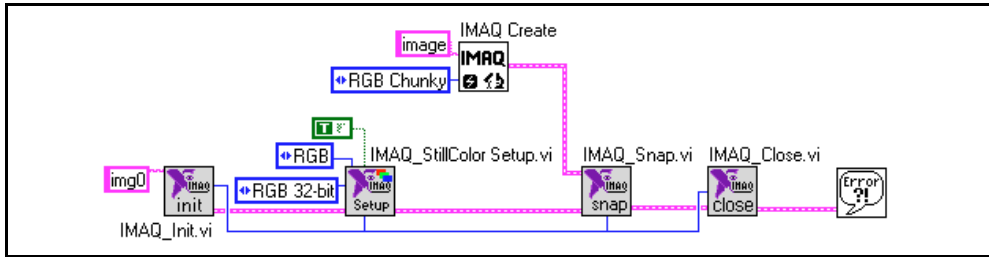 IMAQ Create
image
IMAQ
RGB Chunky
T F
RGB
IMAQ_StillColor Setup.vi
IMAQ_Snap.vi
IMAQ_Close.vi
img0
RGB 32-bit
IMAQ
init
IMAQ
Setup
IMAQ
snap
IMAQ
close
Error
?!
IMAQ_Init.vi